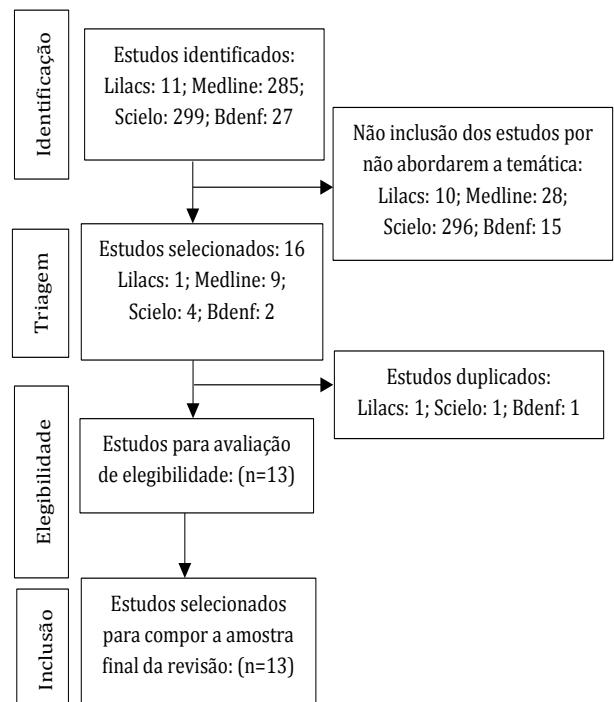 Identificação
Estudos identificados:
Lilacs: 11; Medline: 285;
Scielo: 299; Bdenf: 27
Não inclusão dos estudos por
não abordarem a temática:
Lilacs: 10; Medline: 28;
Scielo: 296; Bdenf: 15
Triagem
Estudos selecionados: 16
Lilacs: 1; Medline: 9;
Scielo: 4; Bdenf: 2
Estudos duplicados:
Lilacs: 1; Scielo: 1; Bdenf: 1
Elegibilidade
Estudos para avaliação
de elegibilidade: (n=13)
Inclusão
Estudos selecionados
para compor a amostra
final da revisão: (n=13)